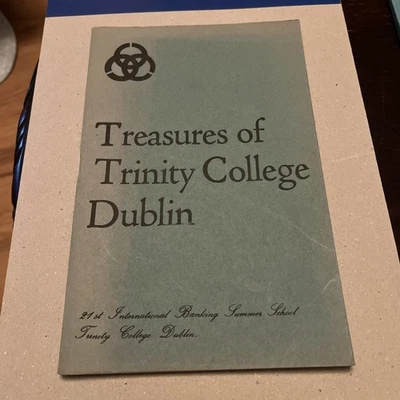 Treasures of
Trinity College
Dublin
21st International Banking Summer School
Trinity College Dublin.